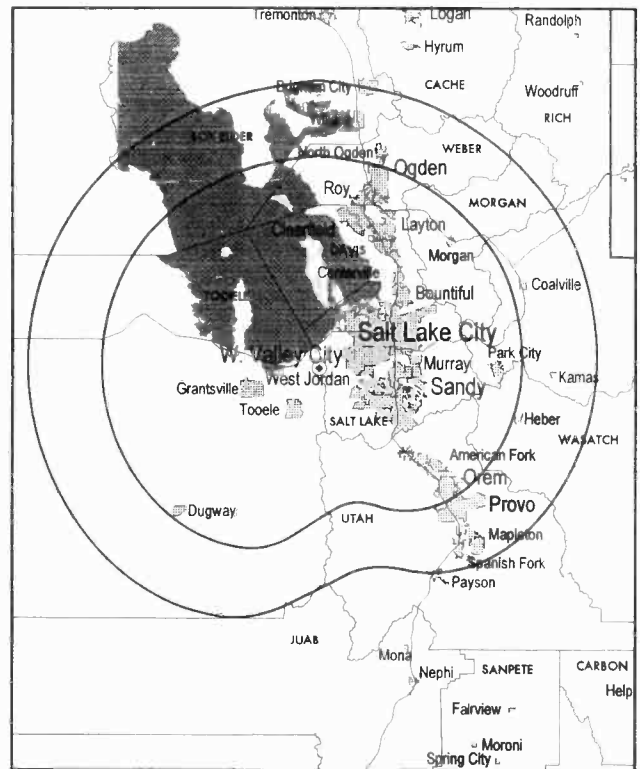 Tremonton
Logan
Randolph
Hyrum
Brigham City
CACHE
Woodruff
RICH
BOX ELDER
WEBER
North Ogden
Ogden
Roy
MORGAN
Clearfield
Layton
DAVIS
Morgan
Centerville
Coalville
TOOELE
Bountiful
Salt Lake City
W. Valley City
Murray
Park City
West Jordan
Kamas
Grantsville
Sandy
Tooele
SALT LAKE
Heber
WASATCH
American Fork
Orem
Provo
Dugway
UTAH
Mapleton
Spanish Fork
Payson
JUAB
Mona
SANPETE
CARBON
Nephi
Help
Fairview
Moroni
Spring City